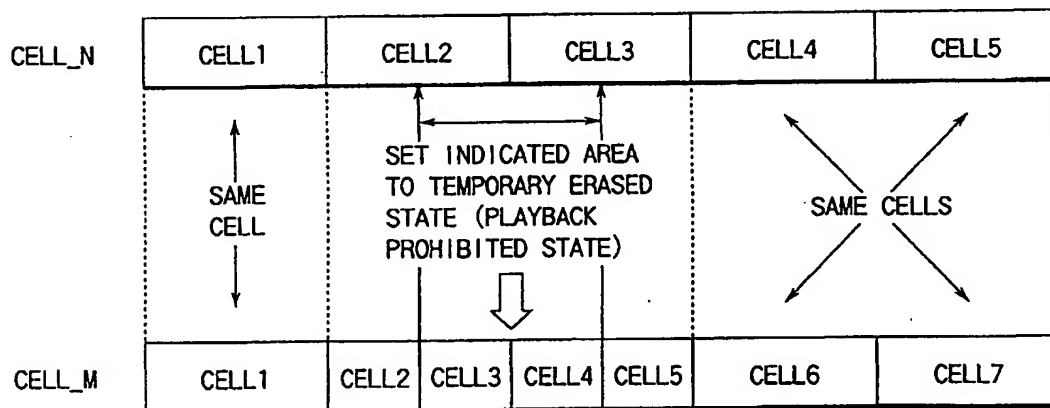 CELL_N CELL1 CELL2 CELL3 CELL4 CELL5
SET INDICATED AREA
TO TEMPORARY ERASED
STATE (PLAYBACK
PROHIBITED STATE)
SAME
CELL
SAME CELLS
CELL_M CELL1 CELL2 CELL3 CELL4 CELL5 CELL6 CELL7